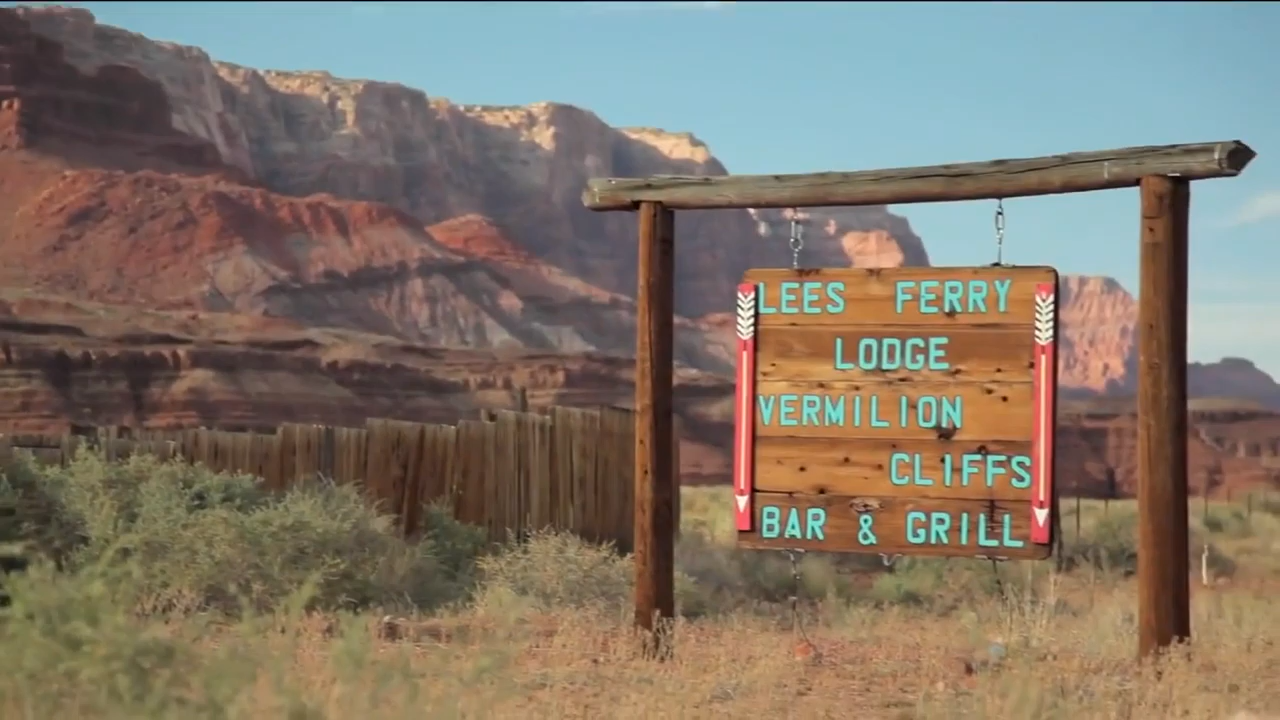 LEES FERRY
LODGE
VERMILION
CLIFFS
BAR & GRILL